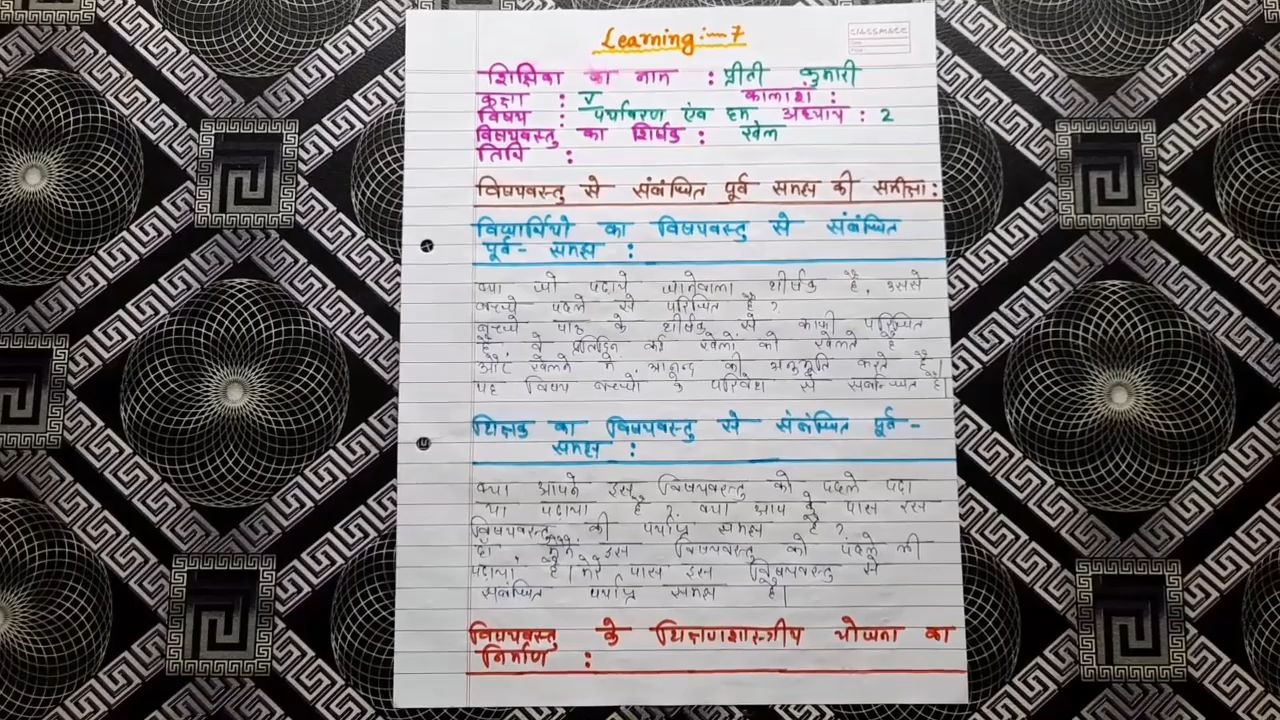 Learning :— 7
CLASSMATE
शिक्षिका का नाम : प्रीती कुमारी
कक्षा : V कालांश :
विषय : पर्यावरण एंव हम अध्याय : 2
विषयवस्तु का शिर्षक : खेल
तिथि :
विषयवस्तु से संबंधित पूर्व समझ की समीक्षा :
विद्यार्थियो का विषयवस्तु से संबंधित
पूर्व - समझ :
क्या जो पढ़ाये जानेवाला शीर्षक है, उससे
बच्चे पहले से परिचित है ?
बच्चे पाठ के शीर्षक से काफी परिचित
है, वे प्रतिदिन कई खेलों को खेलते है
और खेलने मे आनन्द की अनुभूति करते है।
यह विषय बच्चो के परिवेश से संबन्धित है।
शिक्षक का विषयवस्तु से संबंधित पूर्व -
समझ :
क्या आपने इस विषयवस्तु को पहले पढ़ा
या पढ़ाया है ? क्या आप के पास इस
विषयवस्तु की पर्याप्त समझ है ?
हाँ मैंने इस विषयवस्तु को पहले भी
पढ़ाया है। मेरे पास इस विषयवस्तु से
संबंधित पर्याप्त समझ है।
विषयवस्तु के शिक्षणशास्त्रीय योजना का
निर्माण :